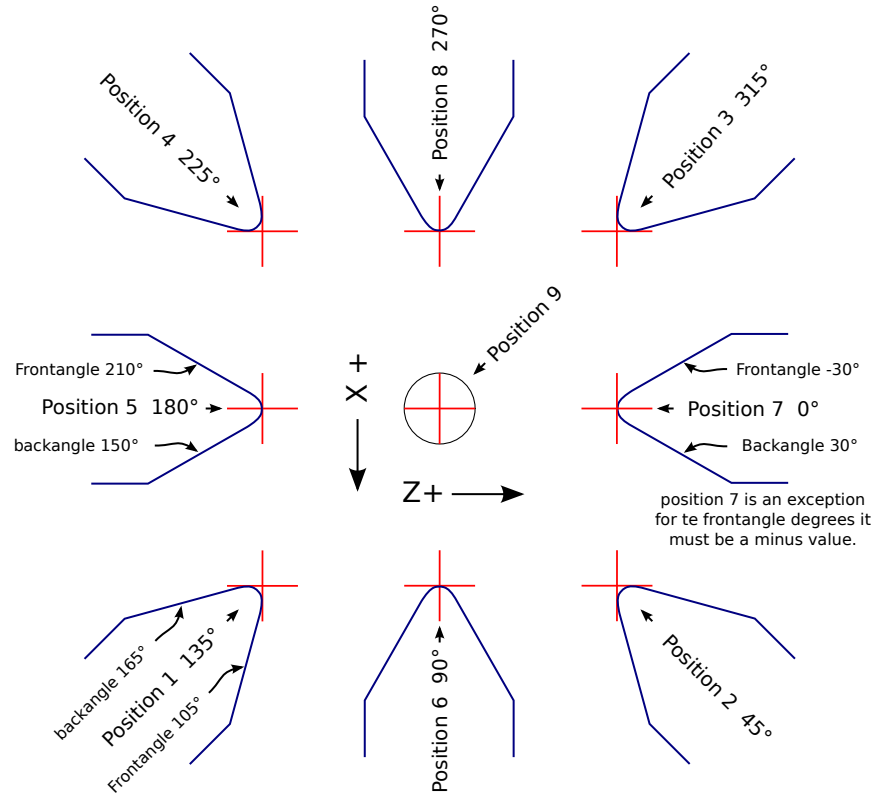 Position 4  225°
Position 8  270°
Position 3  315°
Position 9
Frontangle 210°
Position 5  180°
backangle 150°
X +
Z+
Frontangle -30°
Position 7  0°
Backangle 30°
position 7 is an exception
for te frontangle degrees it
must be a minus value.
backangle 165°
Position 1  135°
Frontangle 105°
Position 6  90°
Position 2  45°